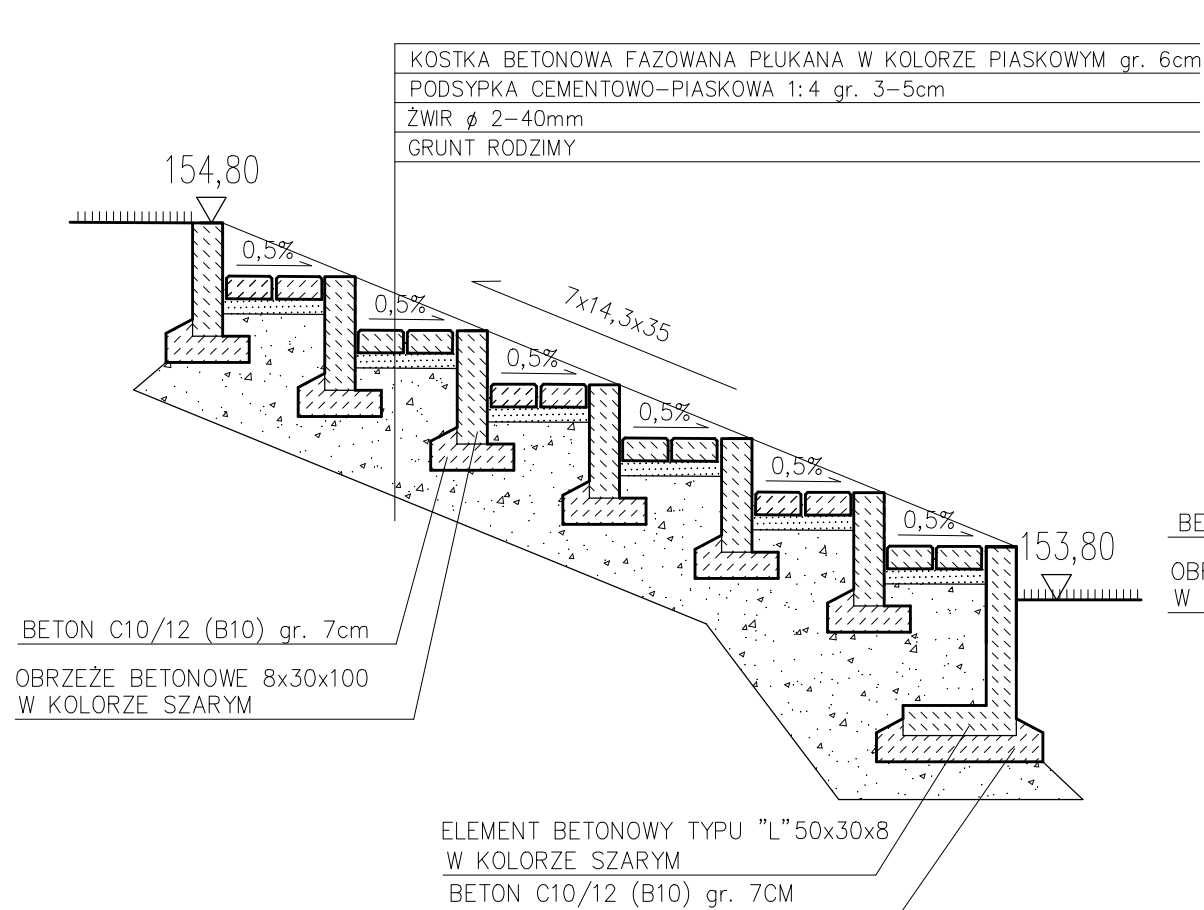 KOSTKA BETONOWA FAZOWANA PŁUKANA W KOLORZE PIASKOWYM gr. 6cm
PODSYPKA CEMENTOWO-PIASKOWA 1:4 gr. 3-5cm
ŻWIR ϕ 2-40mm
GRUNT RODZIMY
154,80
0,5%
0,5%
7x14,3x35
0,5%
0,5%
0,5%
0,5%
153,80
BETON C10/12 (B10) gr. 7cm
OBRZEŻE BETONOWE 8x30x100
W KOLORZE SZARYM
W
ELEMENT BETONOWY TYPU "L"50x30x8
W KOLORZE SZARYM
BETON C10/12 (B10) gr. 7CM